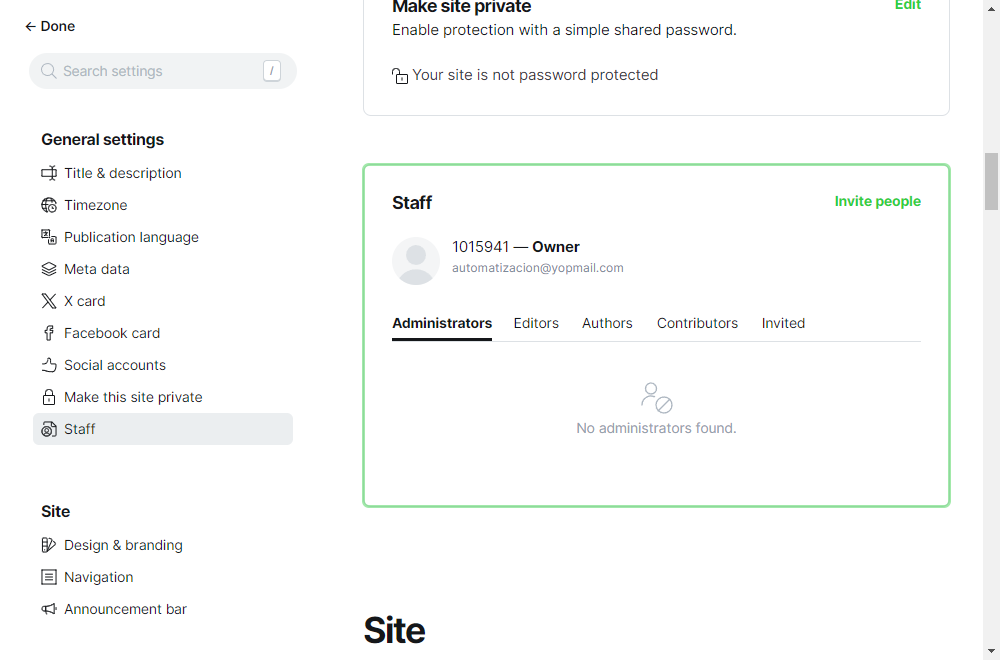 Done
Search settings
/
General settings
Title & description
Timezone
Publication language
Meta data
X card
Facebook card
Social accounts
Make this site private
Staff
Site
Design & branding
Navigation
Announcement bar
Make site private
Edit
Enable protection with a simple shared password.
Your site is not password protected
Staff
Invite people
1015941 — Owner
automatizacion@yopmail.com
Administrators Editors Authors Contributors Invited
No administrators found.
Site